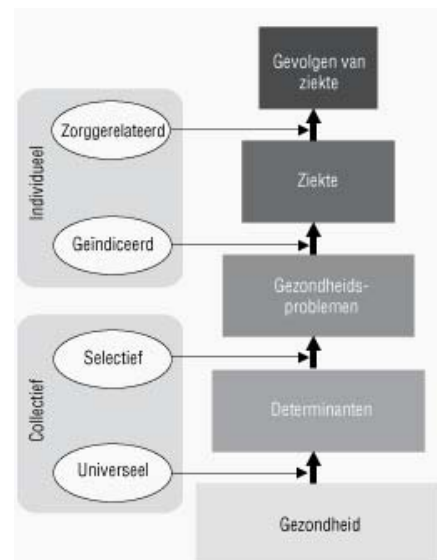 Gevolgen van
ziekte
Zorggerelateerd
Individueel
Ziekte
Geïndiceerd
Gezondheids-
problemen
Selectief
Collectief
Determinanten
Universeel
Gezondheid